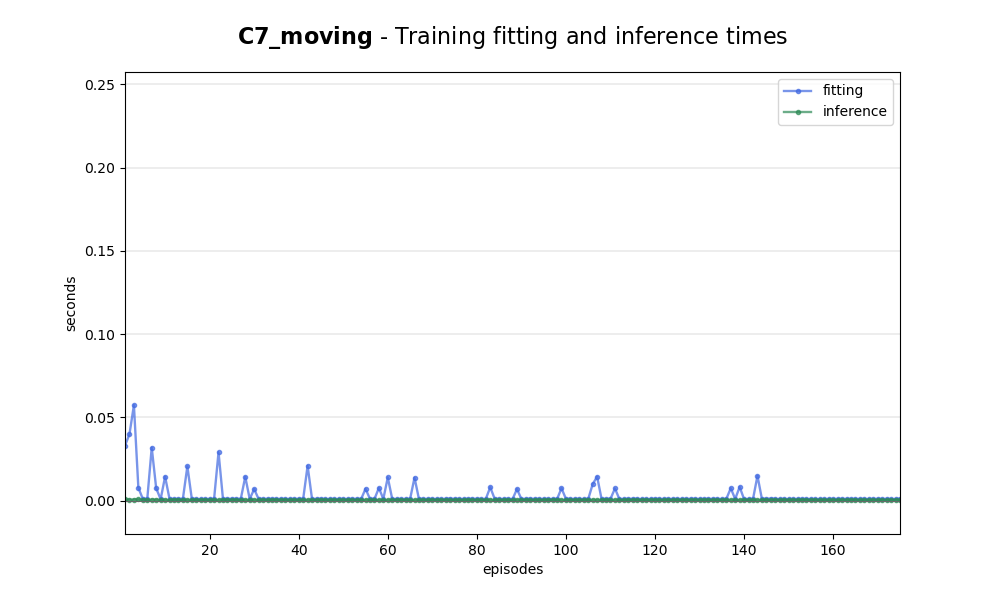 C7_moving - Training fitting and inference times
fitting
inference
0.25
0.20
0.15
0.10
0.05
0.00
seconds
20 40 60 80 100 120 140 160
episodes